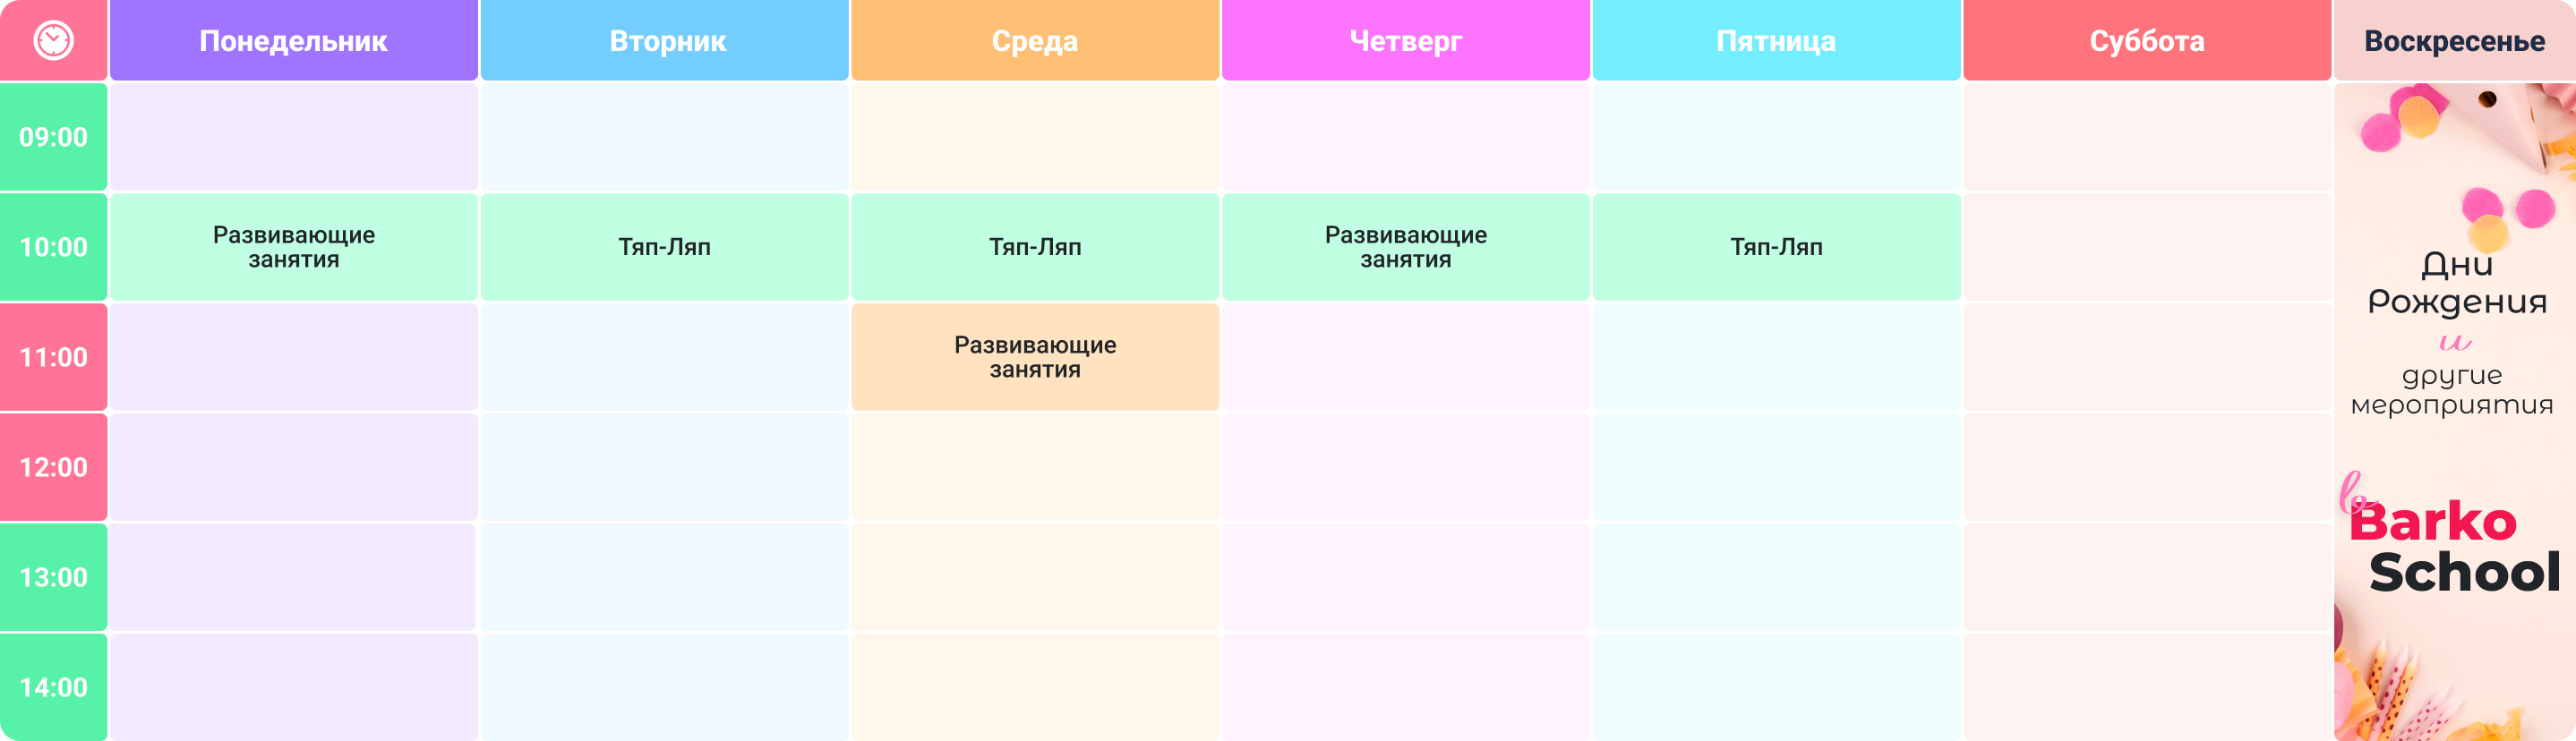 Понедельник
Вторник
Среда
Четверг
Пятница
Суббота
Воскресенье
09:00
10:00
Развивающие
занятия
Тяп-Ляп
Тяп-Ляп
Развивающие
занятия
Тяп-Ляп
11:00
Развивающие
занятия
12:00
13:00
14:00
Дни
Рождения
и
другие
мероприятия
в
Barko
School